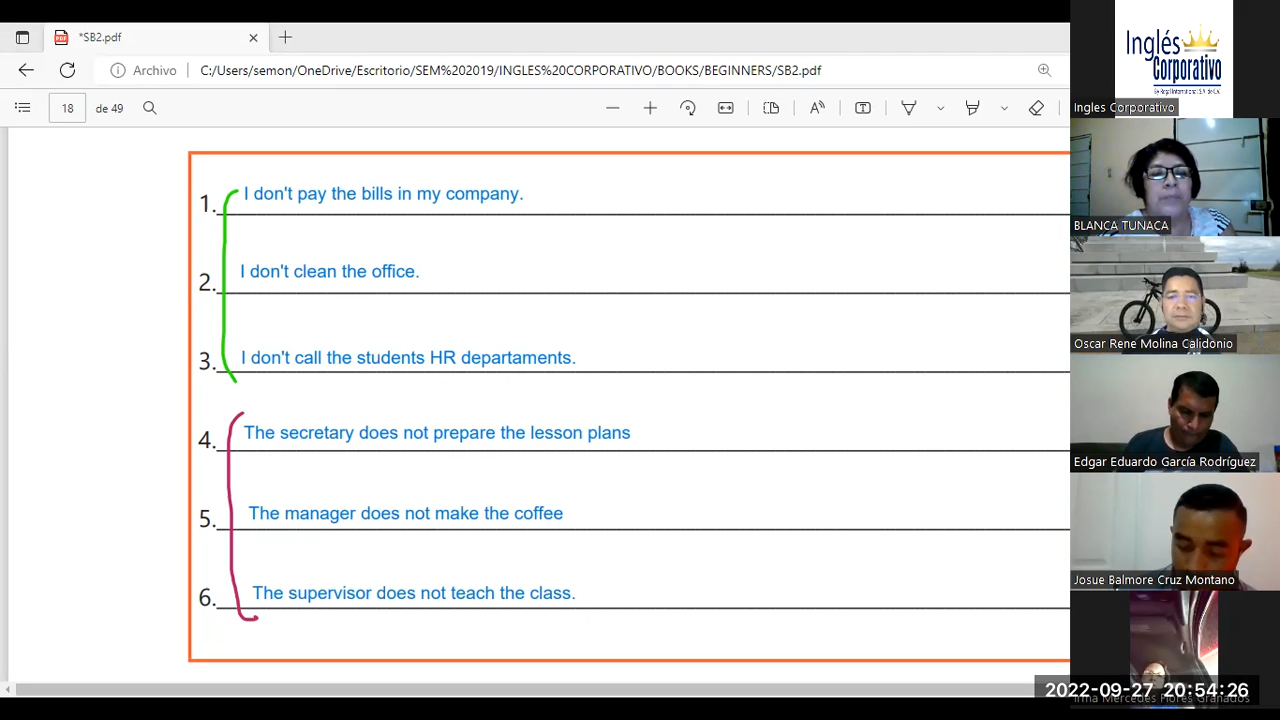 *SB2.pdf
Archivo
C:/Users/semon/OneDrive/Escritorio/SEM%202019/INGLES%20CORPORATIVO/BOOKS/BEGINNERS/SB2.pdf
18 de 49
1. I don't pay the bills in my company.
2. I don't clean the office.
3. I don't call the students HR departaments.
4. The secretary does not prepare the lesson plans
5. The manager does not make the coffee
6. The supervisor does not teach the class.
Inglés
Corporativo
Ingles Corporativo
BLANCA TUNACA
Oscar Rene Molina Calidonio
Edgar Eduardo García Rodríguez
Josue Balmore Cruz Montano
2022-09-27 20:54:26
Irma Mercedes Flores Granados